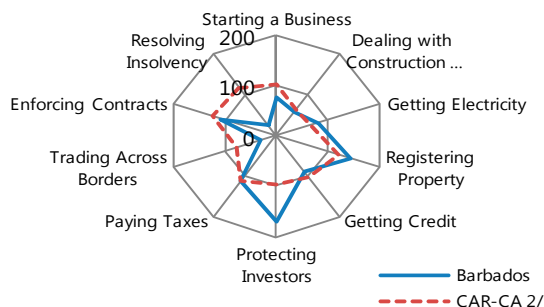 Starting a Business
200
Resolving
Insolvency
Dealing with
Construction ...
100
Enforcing Contracts
Getting Electricity
0
Trading Across
Borders
Registering
Property
Paying Taxes
Getting Credit
Protecting
Investors
Barbados
CAR-CA 2/